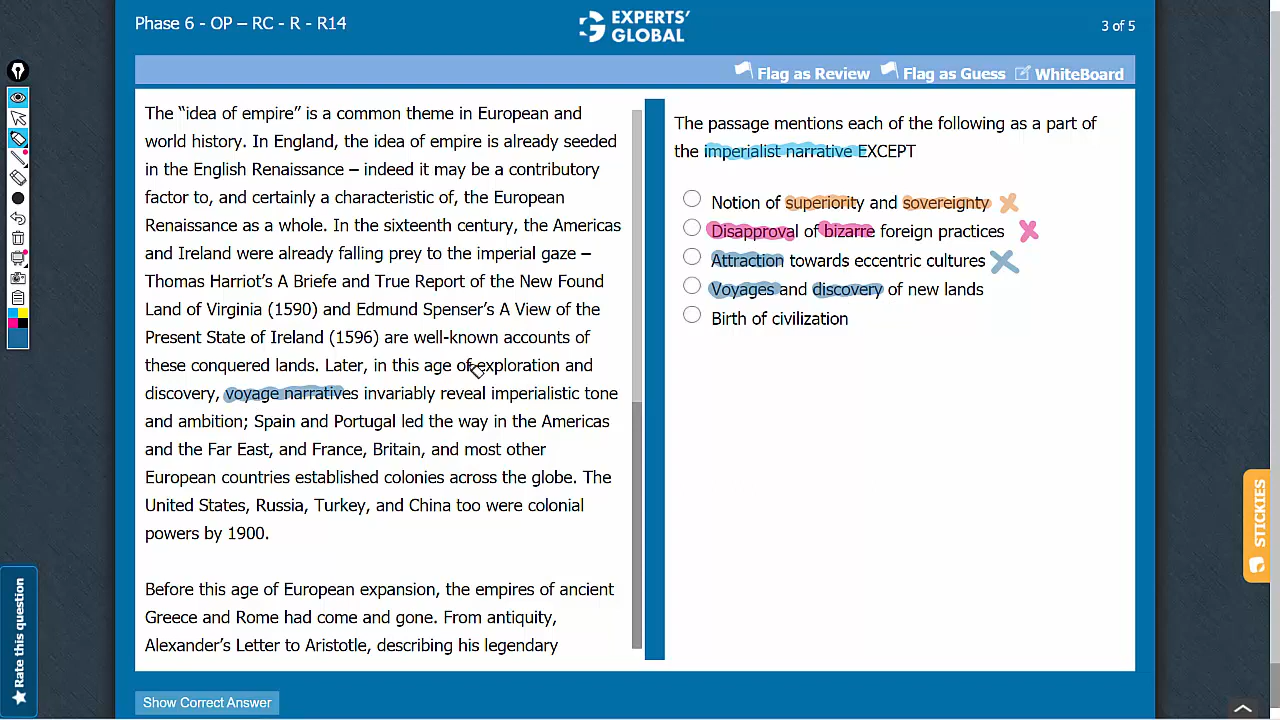 Phase 6 - OP – RC - R - R14
EXPERTS'
GLOBAL
3 of 5
Flag as Review
Flag as Guess
WhiteBoard
The “idea of empire” is a common theme in European and
world history. In England, the idea of empire is already seeded
in the English Renaissance – indeed it may be a contributory
factor to, and certainly a characteristic of, the European
Renaissance as a whole. In the sixteenth century, the Americas
and Ireland were already falling prey to the imperial gaze –
Thomas Harriot’s A Briefe and True Report of the New Found
Land of Virginia (1590) and Edmund Spenser’s A View of the
Present State of Ireland (1596) are well-known accounts of
these conquered lands. Later, in this age of exploration and
discovery, voyage narratives invariably reveal imperialistic tone
and ambition; Spain and Portugal led the way in the Americas
and the Far East, and France, Britain, and most other
European countries established colonies across the globe. The
United States, Russia, Turkey, and China too were colonial
powers by 1900.
Before this age of European expansion, the empires of ancient
Greece and Rome had come and gone. From antiquity,
Alexander’s Letter to Aristotle, describing his legendary
The passage mentions each of the following as a part of
the imperialist narrative EXCEPT
Notion of superiority and sovereignty
Disapproval of bizarre foreign practices
Attraction towards eccentric cultures
Voyages and discovery of new lands
Birth of civilization
STICKIES
Rate this question
Show Correct Answer